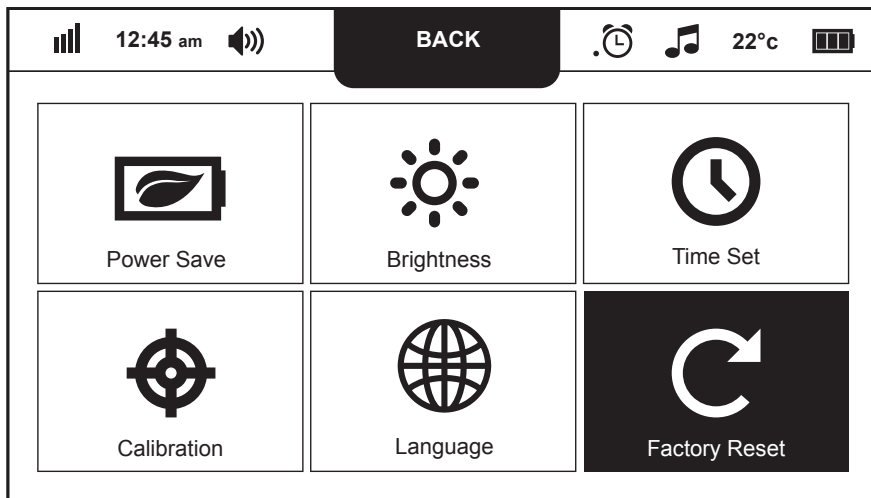 12:45 am BACK 22°c
Power Save Brightness Time Set
Calibration Language Factory Reset